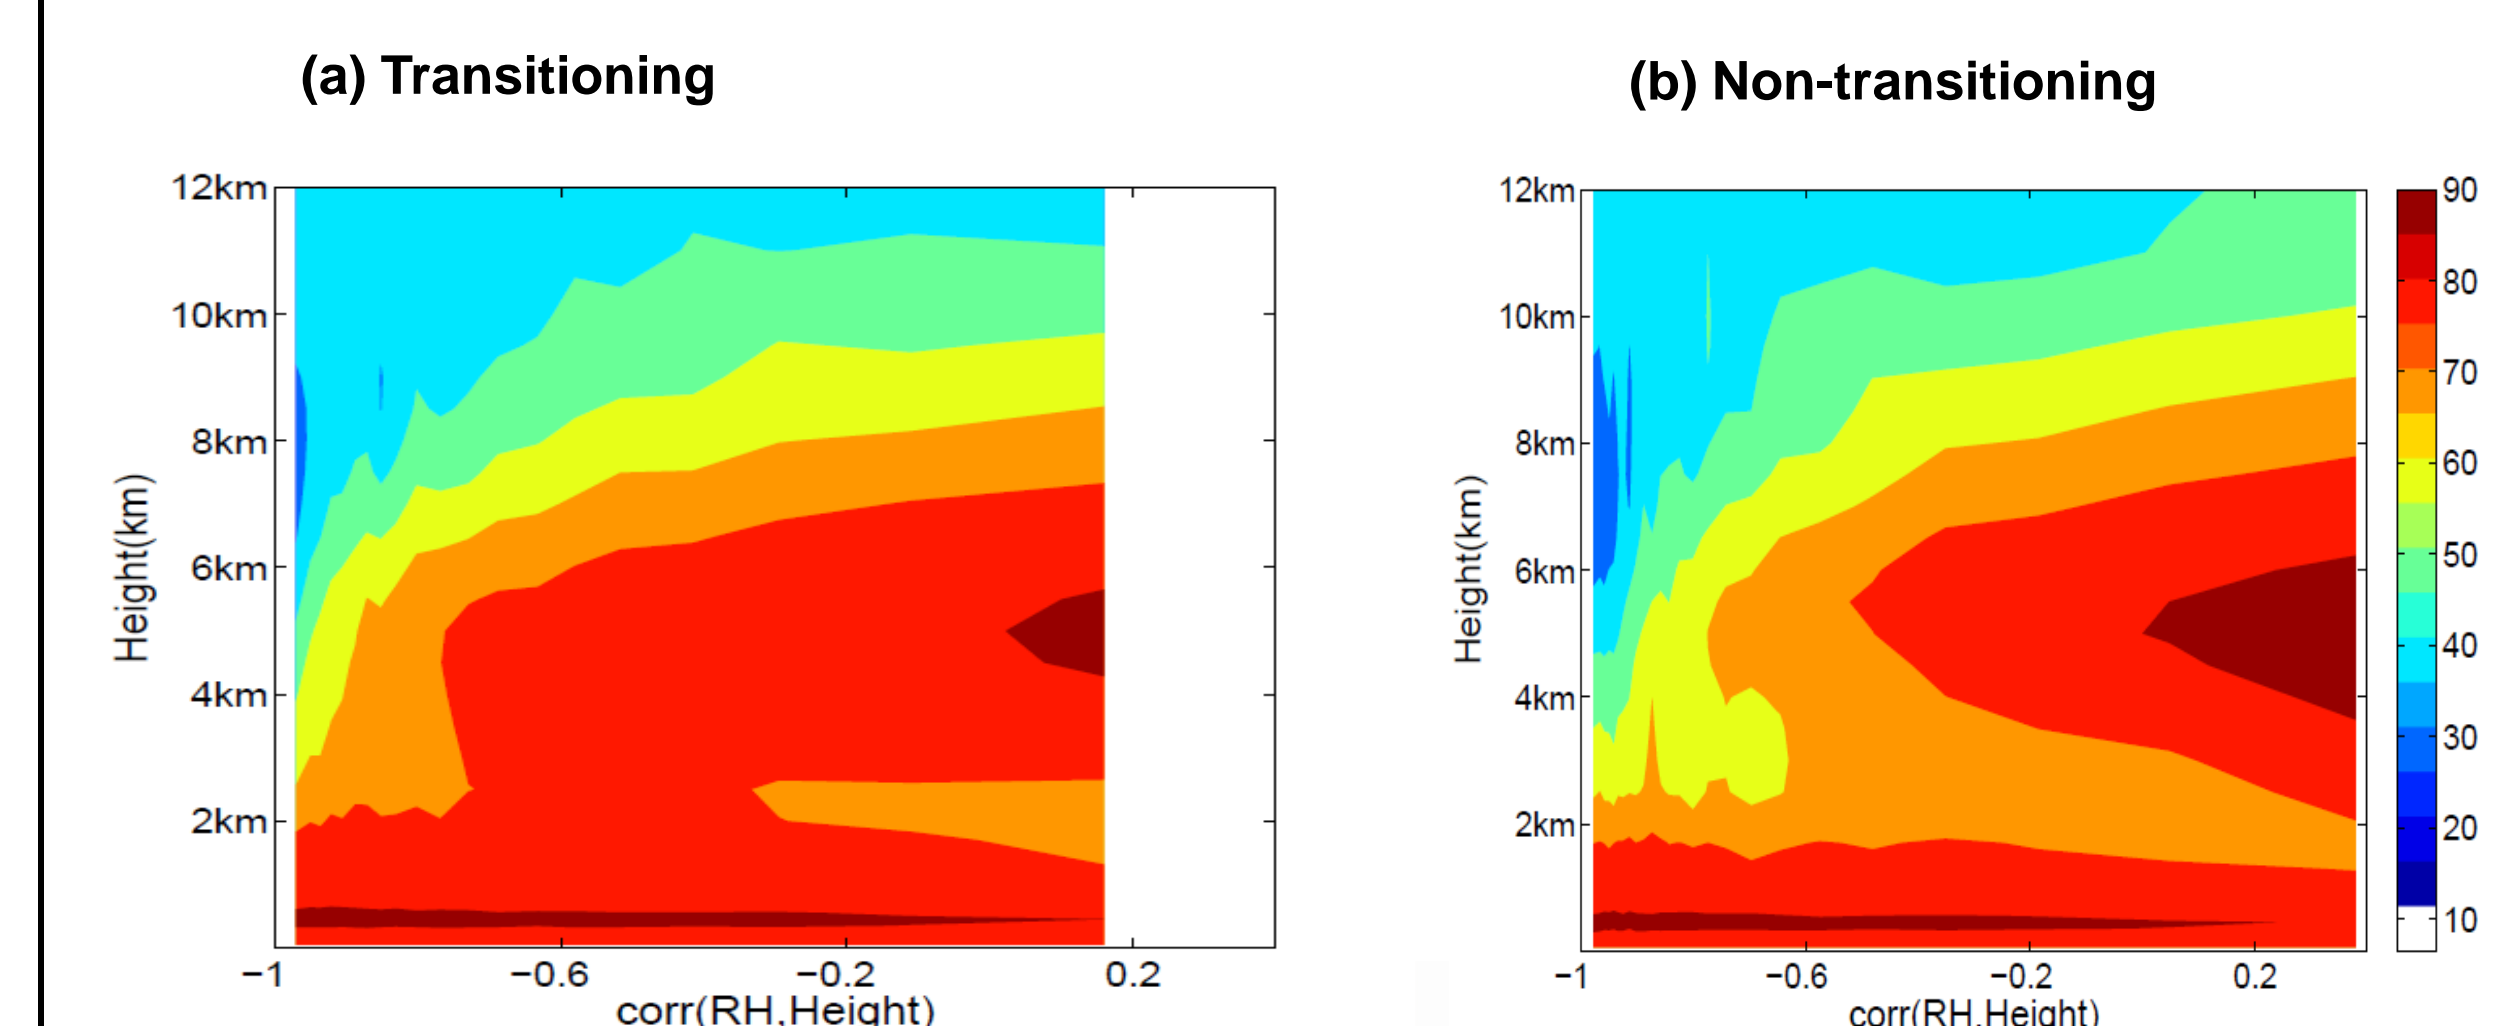 (a) Transitioning
(b) Non-transitioning
12km
10km
8km
6km
4km
2km
Height(km)
−1
−0.6
−0.2
0.2
corr(RH,Height)
12km
10km
8km
6km
4km
2km
Height(km)
−1
−0.6
−0.2
0.2
corr(RH,Height)
90
80
70
60
50
40
30
20
10